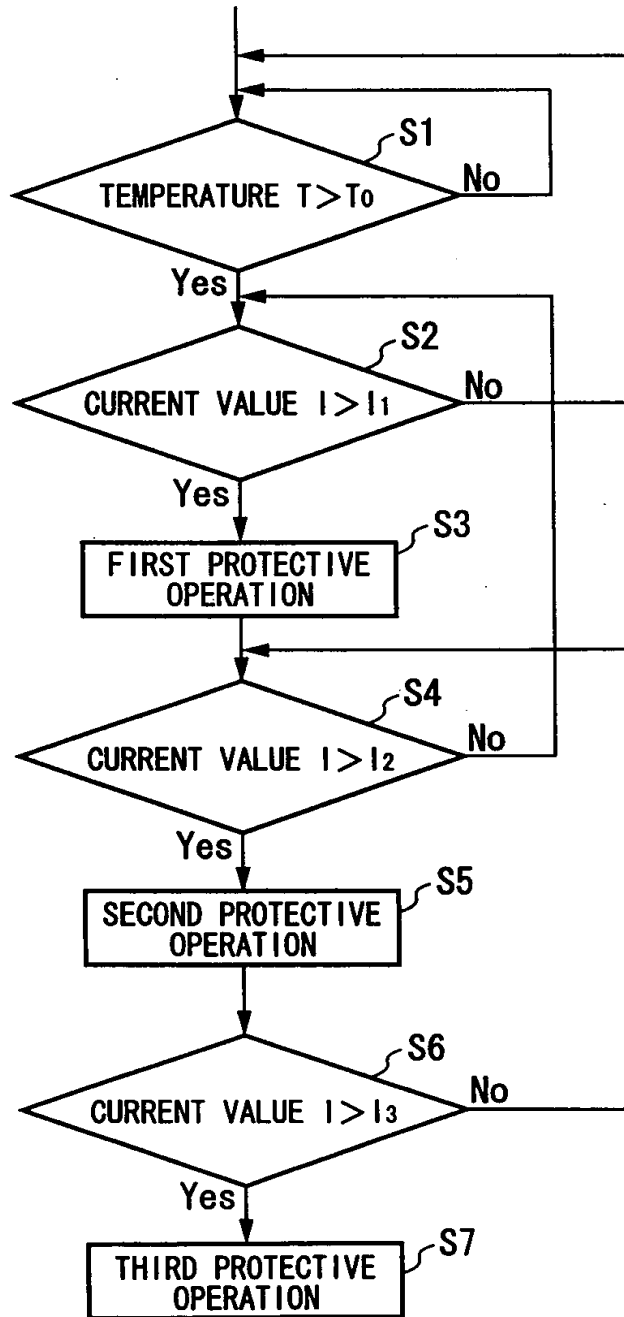 S1
TEMPERATURE T>T0
No
Yes
S2
CURRENT VALUE I>I1
No
Yes
S3
FIRST PROTECTIVE
OPERATION
S4
CURRENT VALUE I>I2
No
Yes
S5
SECOND PROTECTIVE
OPERATION
S6
CURRENT VALUE I>I3
No
Yes
S7
THIRD PROTECTIVE
OPERATION